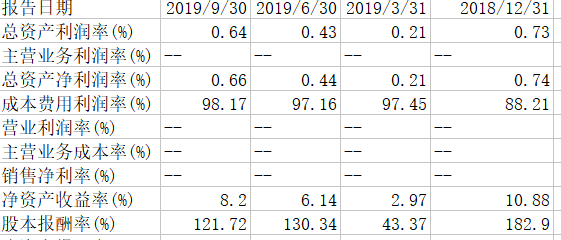 报告日期 2019/9/30 2019/6/30 2019/3/31 2018/12/31
总资产利润率(%) 0.64 0.43 0.21 0.73
主营业务利润率(%) -- -- -- --
总资产净利润率(%) 0.66 0.44 0.21 0.74
成本费用利润率(%) 98.17 97.16 97.45 88.21
营业利润率(%) -- -- -- --
主营业务成本率(%) -- -- -- --
销售净利率(%) -- -- -- --
净资产收益率(%) 8.2 6.14 2.97 10.88
股本报酬率(%) 121.72 130.34 43.37 182.9